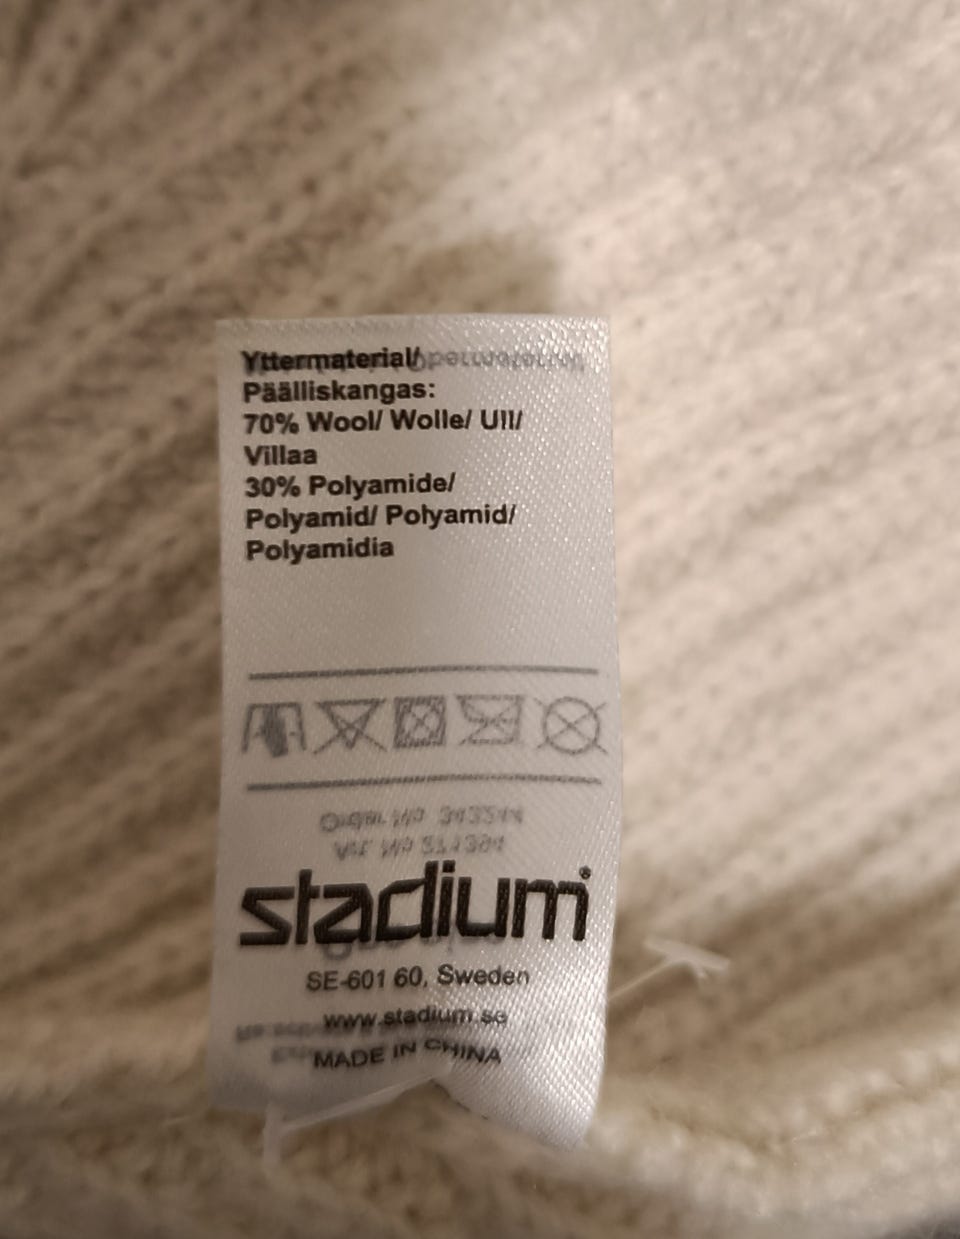 Yttermaterial/
Päälliskangas:
70% Wool/ Wolle/ Ull/
Villaa
30% Polyamide/
Polyamid/ Polyamid/
Polyamidia
stadium®
SE-601 60, Sweden
www.stadium.se
MADE IN CHINA